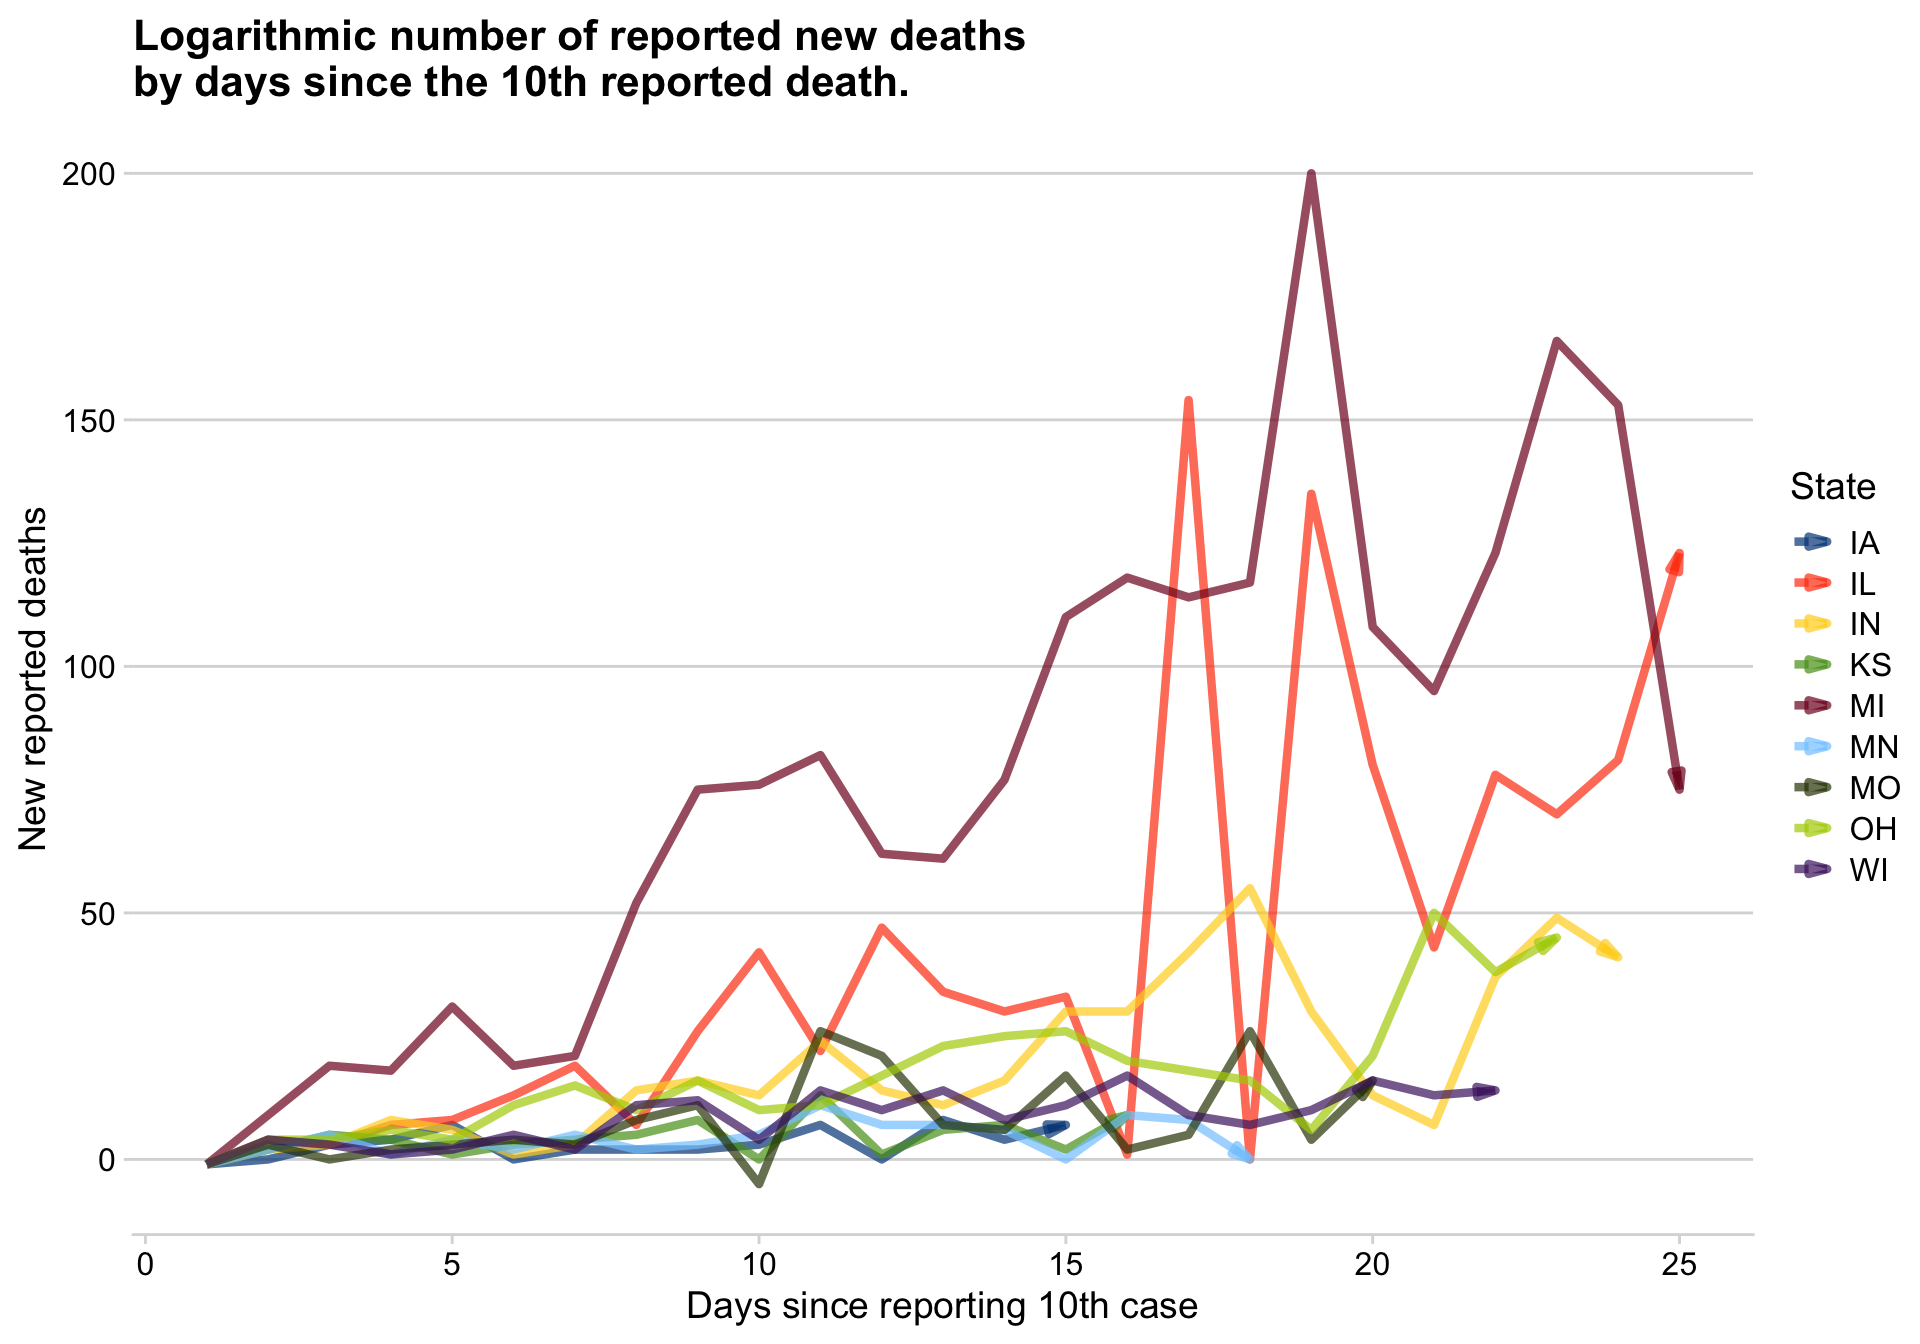 Logarithmic number of reported new deaths
by days since the 10th reported death.
200
150
100
50
0
New reported deaths
0 5 10 15 20 25
Days since reporting 10th case
State
IA
IL
IN
KS
MI
MN
MO
OH
WI